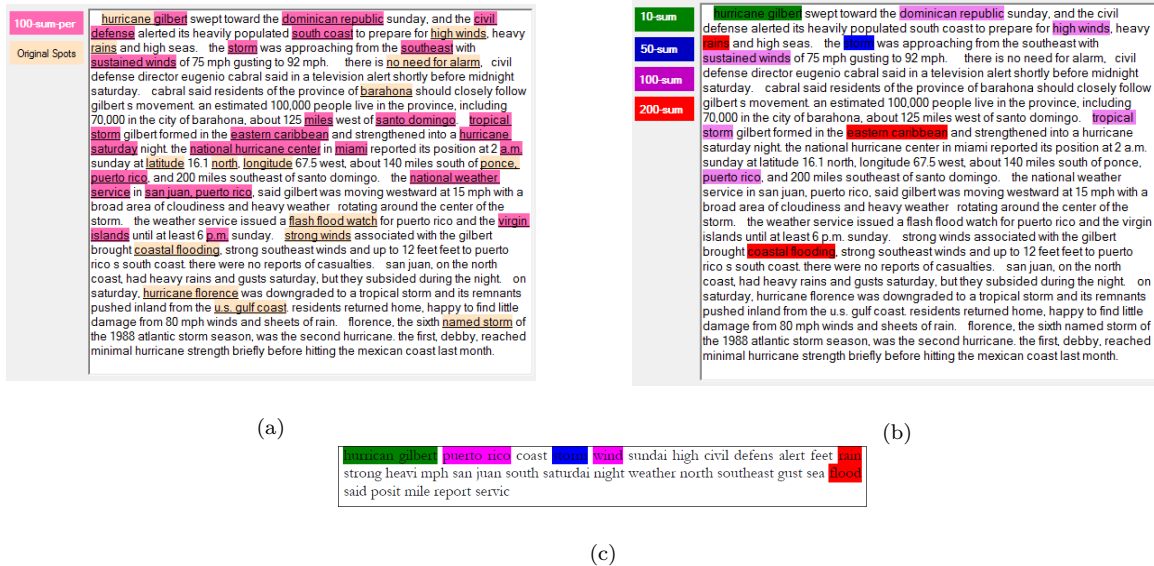 100-sum-per
Original Spots
hurricane gilbert swept toward the dominican republic sunday, and the civil
defense alerted its heavily populated south coast to prepare for high winds, heavy
rains and high seas. the storm was approaching from the southeast with
sustained winds of 75 mph gusting to 92 mph. there is no need for alarm, civil
defense director eugenio cabral said in a television alert shortly before midnight
saturday. cabral said residents of the province of barahona should closely follow
gilbert s movement. an estimated 100,000 people live in the province, including
70,000 in the city of barahona, about 125 miles west of santo domingo. tropical
storm gilbert formed in the eastern caribbean and strengthened into a hurricane
saturday night. the national hurricane center in miami reported its position at 2 a.m.
sunday at latitude 16.1 north, longitude 67.5 west, about 140 miles south of ponce,
puerto rico, and 200 miles southeast of santo domingo. the national weather
service in san juan, puerto rico, said gilbert was moving westward at 15 mph with a
broad area of cloudiness and heavy weather rotating around the center of the
storm. the weather service issued a flash flood watch for puerto rico and the virgin
islands until at least 6 p.m. sunday. strong winds associated with the gilbert
brought coastal flooding, strong southeast winds and up to 12 feet feet to puerto
rico s south coast. there were no reports of casualties. san juan, on the north
coast, had heavy rains and gusts saturday, but they subsided during the night. on
saturday, hurricane florence was downgraded to a tropical storm and its remnants
pushed inland from the u.s. gulf coast. residents returned home, happy to find little
damage from 80 mph winds and sheets of rain. florence, the sixth named storm of
the 1988 atlantic storm season, was the second hurricane. the first, debby, reached
minimal hurricane strength briefly before hitting the mexican coast last month.
(a)
10-sum
50-sum
100-sum
200-sum
hurricane gilbert swept toward the dominican republic sunday, and the civil
defense alerted its heavily populated south coast to prepare for high winds, heavy
rains and high seas. the storm was approaching from the southeast with
sustained winds of 75 mph gusting to 92 mph. there is no need for alarm, civil
defense director eugenio cabral said in a television alert shortly before midnight
saturday. cabral said residents of the province of barahona should closely follow
gilbert s movement. an estimated 100,000 people live in the province, including
70,000 in the city of barahona, about 125 miles west of santo domingo. tropical
storm gilbert formed in the eastern caribbean and strengthened into a hurricane
saturday night. the national hurricane center in miami reported its position at 2 a.m.
sunday at latitude 16.1 north, longitude 67.5 west, about 140 miles south of ponce,
puerto rico, and 200 miles southeast of santo domingo. the national weather
service in san juan, puerto rico, said gilbert was moving westward at 15 mph with a
broad area of cloudiness and heavy weather rotating around the center of the
storm. the weather service issued a flash flood watch for puerto rico and the virgin
islands until at least 6 p.m. sunday. strong winds associated with the gilbert
brought coastal flooding, strong southeast winds and up to 12 feet feet to puerto
rico s south coast. there were no reports of casualties. san juan, on the north
coast, had heavy rains and gusts saturday, but they subsided during the night. on
saturday, hurricane florence was downgraded to a tropical storm and its remnants
pushed inland from the u.s. gulf coast. residents returned home, happy to find little
damage from 80 mph winds and sheets of rain. florence, the sixth named storm of
the 1988 atlantic storm season, was the second hurricane. the first, debby, reached
minimal hurricane strength briefly before hitting the mexican coast last month.
(b)
hurrican gilbert puerto rico coast storm wind sundai high civil defens alert feet rain
strong heavi mph san juan south saturdai night weather north southeast gust sea flood
said posit mile report servic
(c)